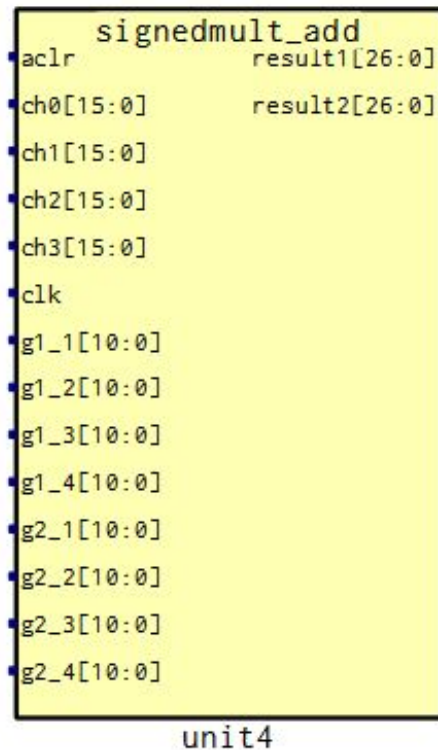 signedmult_add
aclr result1[26:0]
ch0[15:0] result2[26:0]
ch1[15:0]
ch2[15:0]
ch3[15:0]
clk
g1_1[10:0]
g1_2[10:0]
g1_3[10:0]
g1_4[10:0]
g2_1[10:0]
g2_2[10:0]
g2_3[10:0]
g2_4[10:0]
unit4